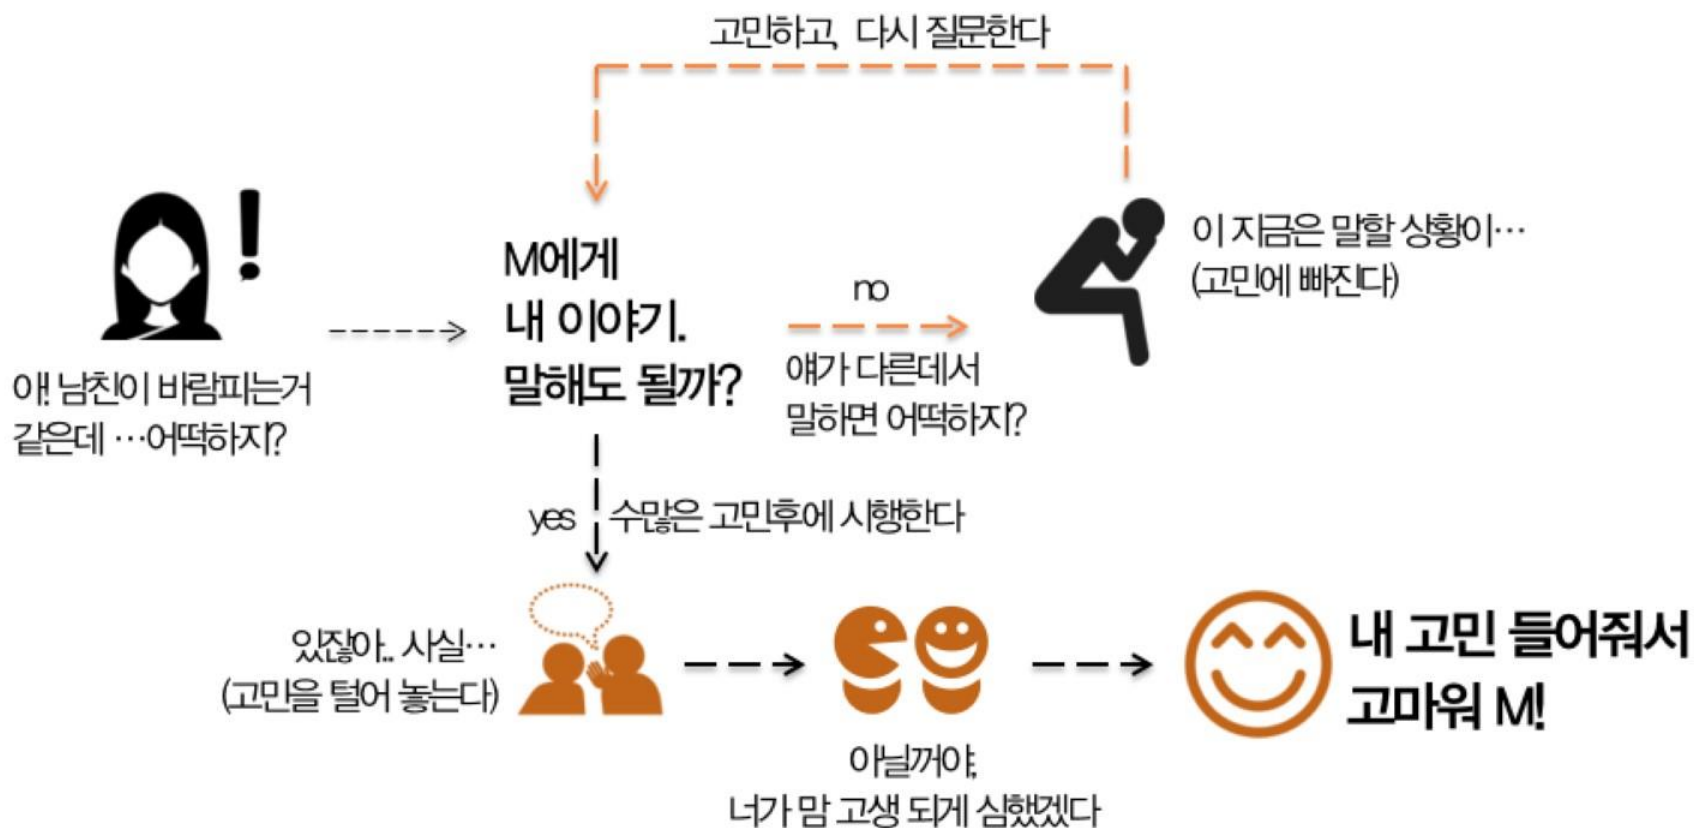 고민하고, 다시 질문한다
이 지금은 말할 상황이…
(고민에 빠진다)
M에게
내 이야기.
말해도 될까?
no
얘가 다른데서
말하면 어떡하지?
아! 남친이 바람피는거
같은데 …어떡하지?
yes
수많은 고민후에 시행한다
있잖아.. 사실…
(고민을 털어 놓는다)
내 고민 들어줘서
고마워 M!
아닐꺼야,
너가 맘 고생 되게 심했겠다